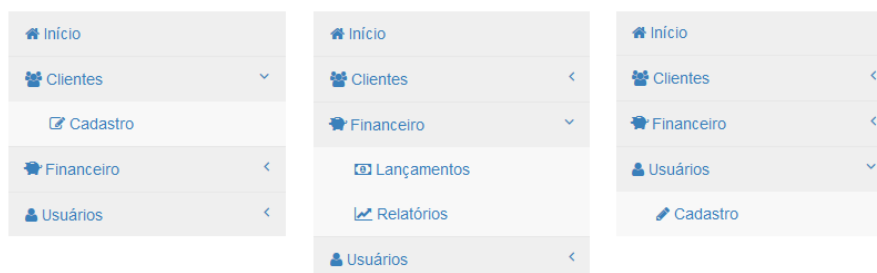 Início
Clientes
Cadastro
Financeiro
Usuários
Início
Clientes
Financeiro
Lançamentos
Relatórios
Usuários
Início
Clientes
Financeiro
Usuários
Cadastro